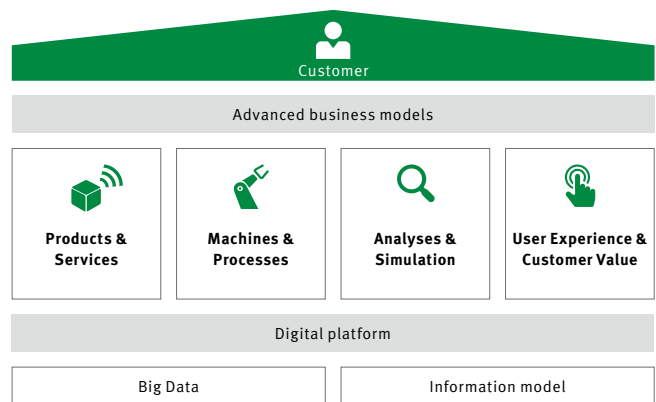 Customer
Advanced business models
Products &
Services
Machines &
Processes
Analyses &
Simulation
User Experience &
Customer Value
Digital platform
Big Data
Information model